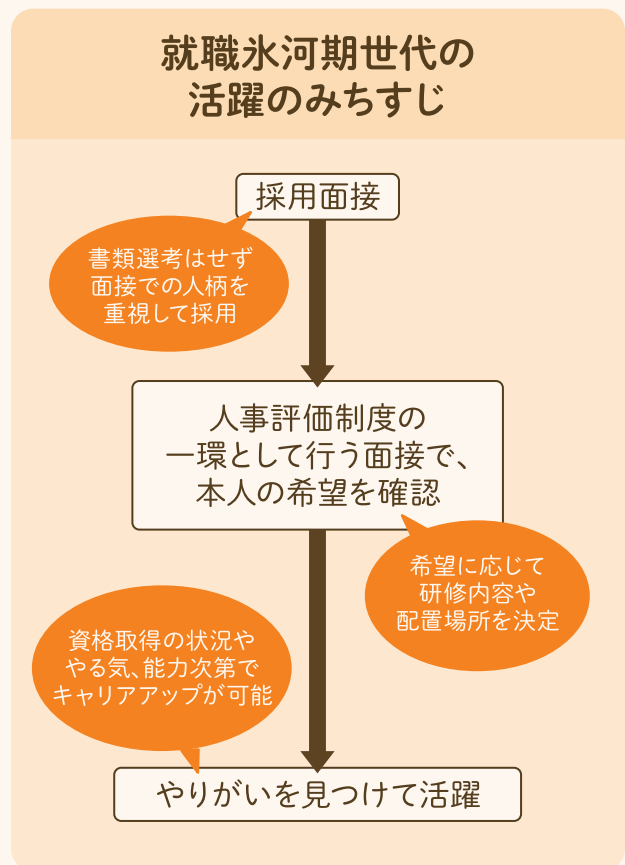 就職氷河期世代の
活躍のみちすじ
採用面接
書類選考はせず
面接での人柄を
重視して採用
人事評価制度の
一環として行う面接で、
本人の希望を確認
希望に応じて
研修内容や
配置場所を決定
資格取得の状況や
やる気、能力次第で
キャリアアップが可能
やりがいを見つけて活躍